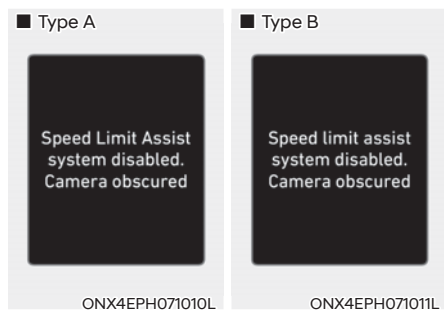 ■ Type A
Speed Limit Assist
system disabled.
Camera obscured
ONX4EPH071010L
■ Type B
Speed limit assist
system disabled.
Camera obscured
ONX4EPH071011L